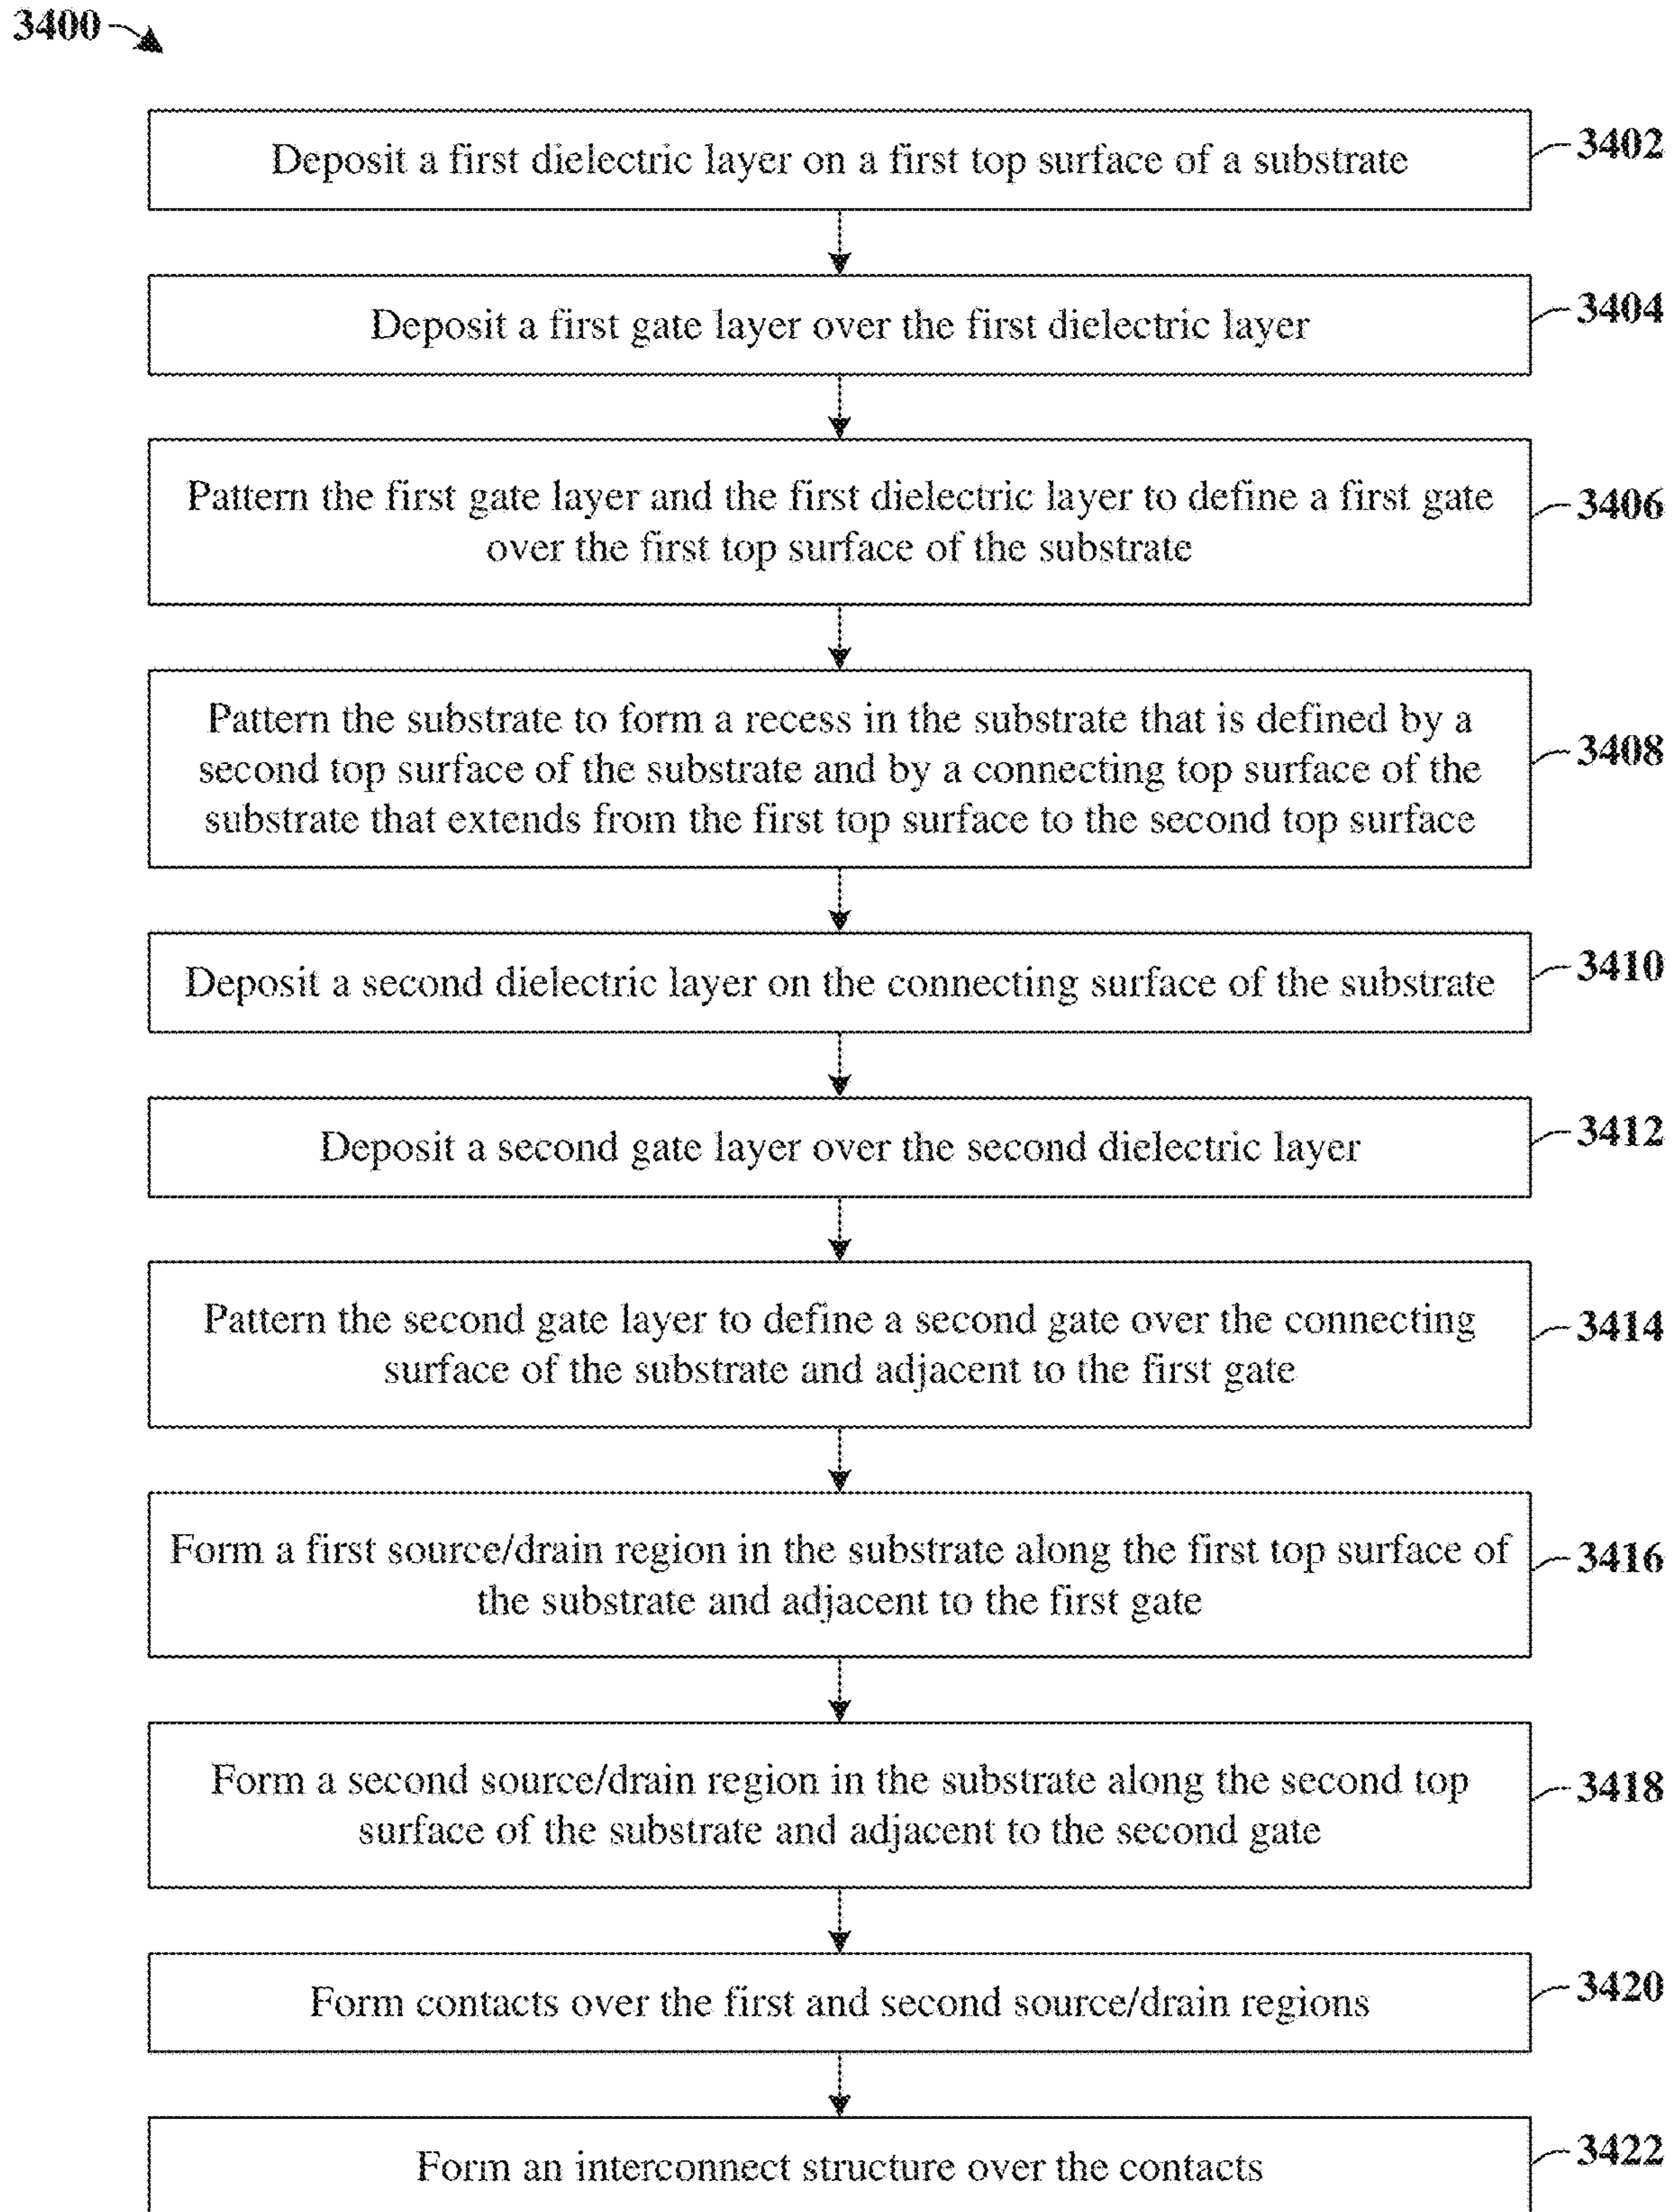 3400
Deposit a first dielectric layer on a first top surface of a substrate
3402
Deposit a first gate layer over the first dielectric layer
3404
Pattern the first gate layer and the first dielectric layer to define a first gate
over the first top surface of the substrate
3406
Pattern the substrate to form a recess in the substrate that is defined by a
second top surface of the substrate and by a connecting top surface of the
substrate that extends from the first top surface to the second top surface
3408
Deposit a second dielectric layer on the connecting surface of the substrate
3410
Deposit a second gate layer over the second dielectric layer
3412
Pattern the second gate layer to define a second gate over the connecting
surface of the substrate and adjacent to the first gate
3414
Form a first source/drain region in the substrate along the first top surface of
the substrate and adjacent to the first gate
3416
Form a second source/drain region in the substrate along the second top
surface of the substrate and adjacent to the second gate
3418
Form contacts over the first and second source/drain regions
3420
Form an interconnect structure over the contacts
3422